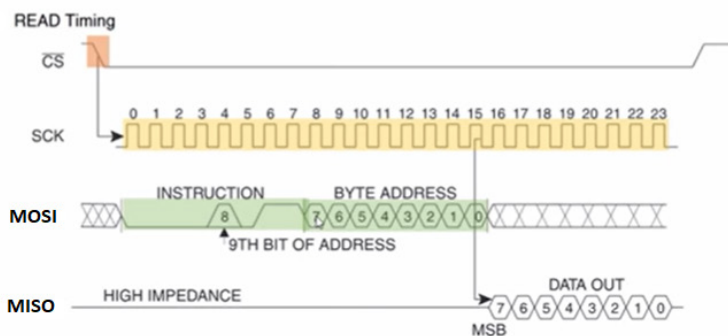 READ Timing
CS
0 1 2 3 4 5 6 7 8 9 10 11 12 13 14 15 16 17 18 19 20 21 22 23
SCK
INSTRUCTION BYTE ADDRESS
MOSI 8 7 6 5 4 3 2 1 0
9TH BIT OF ADDRESS
HIGH IMPEDANCE DATA OUT
MISO 7 6 5 4 3 2 1 0
MSB